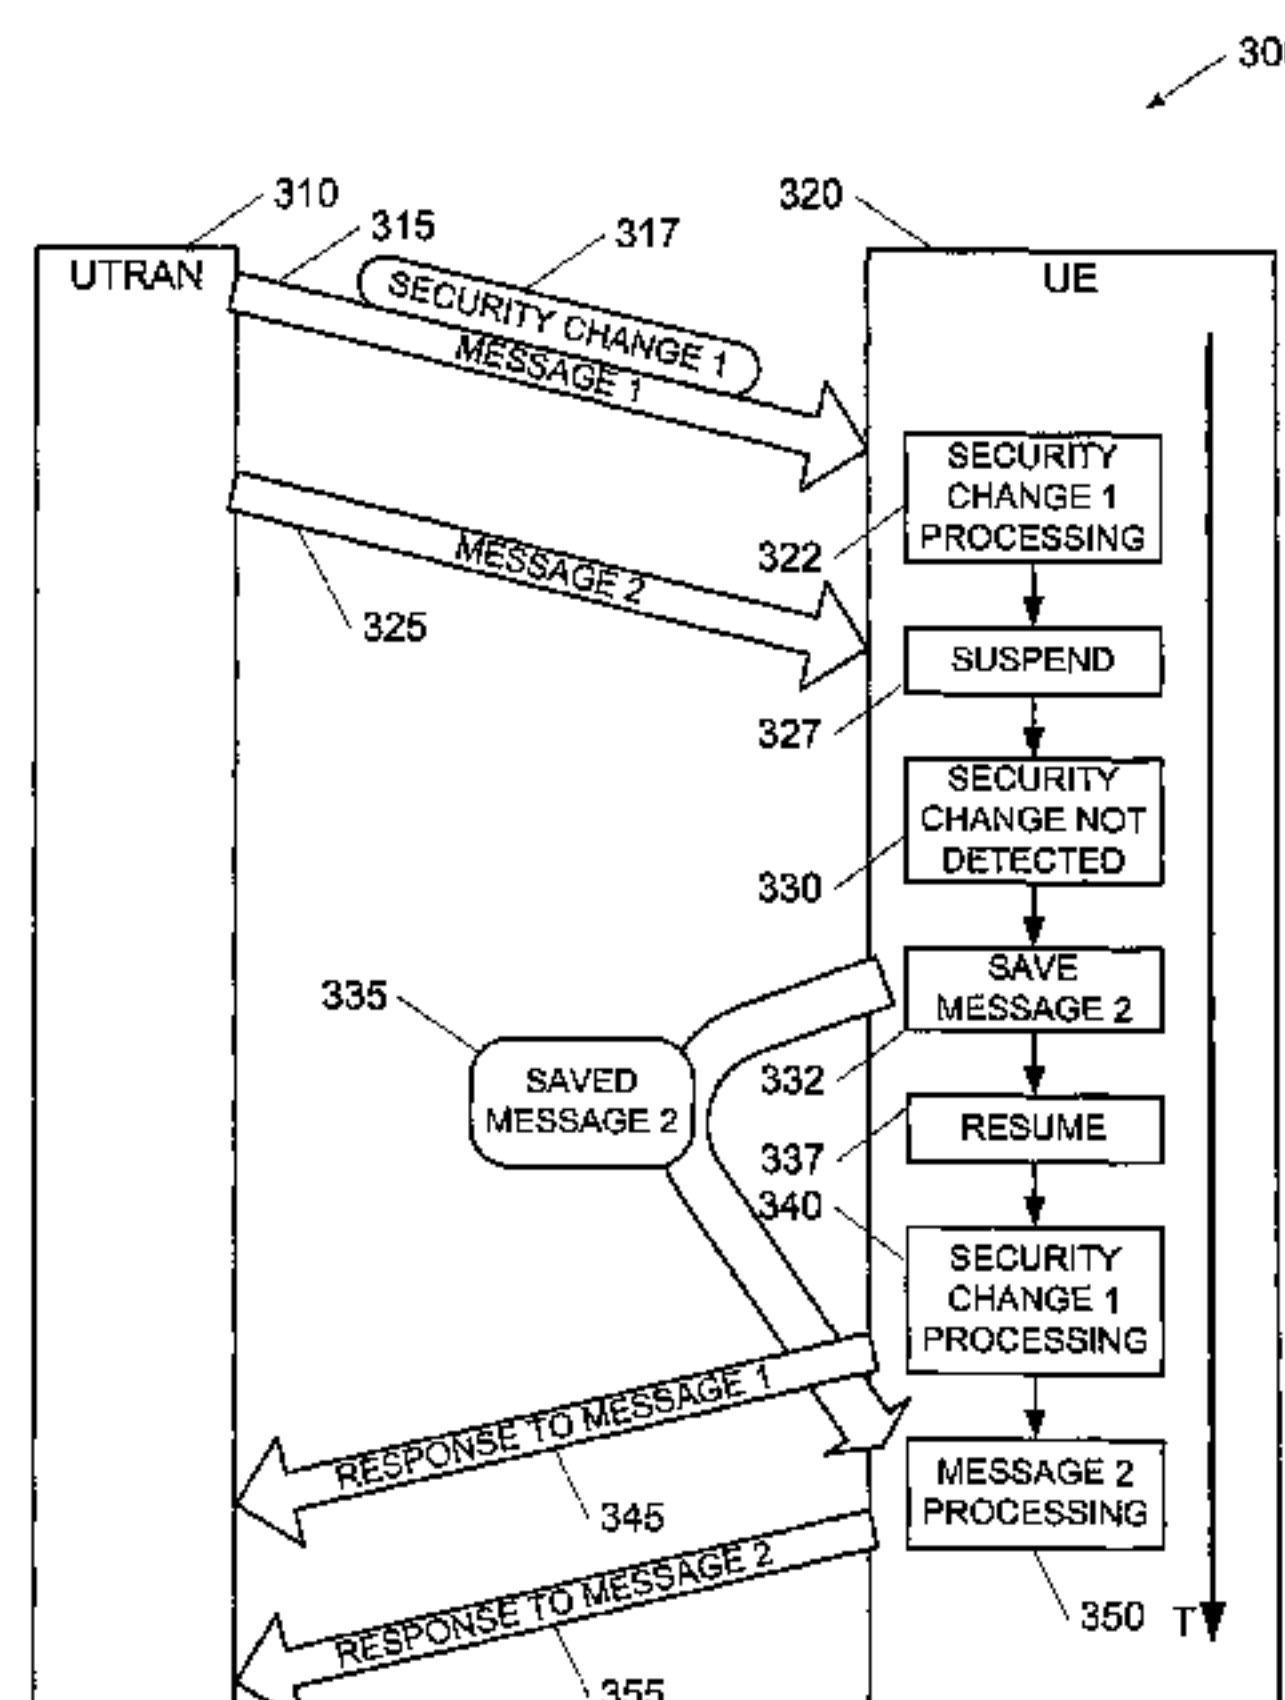 30
310
320
315
317
UTRAN
UE
SECURITY CHANGE 1
MESSAGE 1
SECURITY
CHANGE 1
PROCESSING
322
MESSAGE 2
325
SUSPEND
327
SECURITY
CHANGE NOT
DETECTED
330
SAVE
MESSAGE 2
335
332
SAVED
MESSAGE 2
RESUME
337
340
SECURITY
CHANGE 1
PROCESSING
RESPONSE TO MESSAGE 1
345
MESSAGE 2
PROCESSING
RESPONSE TO MESSAGE 2
350
T
355